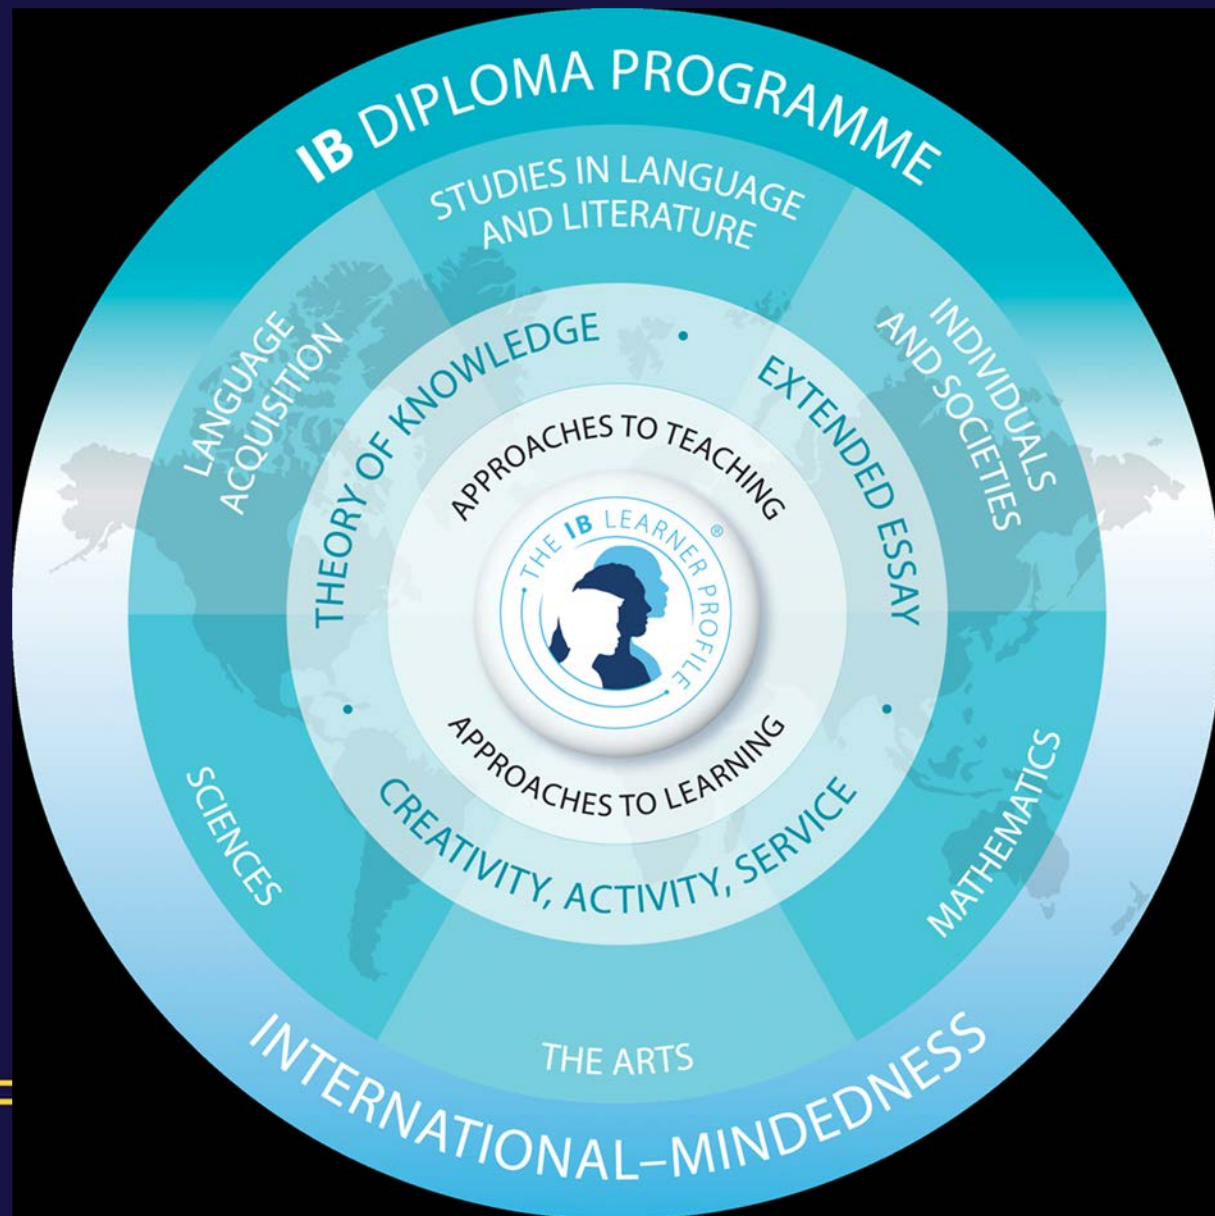 IB DIPLOMA PROGRAMME
STUDIES IN LANGUAGE
AND LITERATURE
LANGUAGE
ACQUISITION
INDIVIDUALS
AND SOCIETIES
THEORY OF KNOWLEDGE
•
EXTENDED ESSAY
APPROACHES TO TEACHING
• THE IB LEARNER PROFILE •
®
APPROACHES TO LEARNING
•
•
CREATIVITY, ACTIVITY, SERVICE
SCIENCES
MATHEMATICS
THE ARTS
INTERNATIONAL–MINDEDNESS